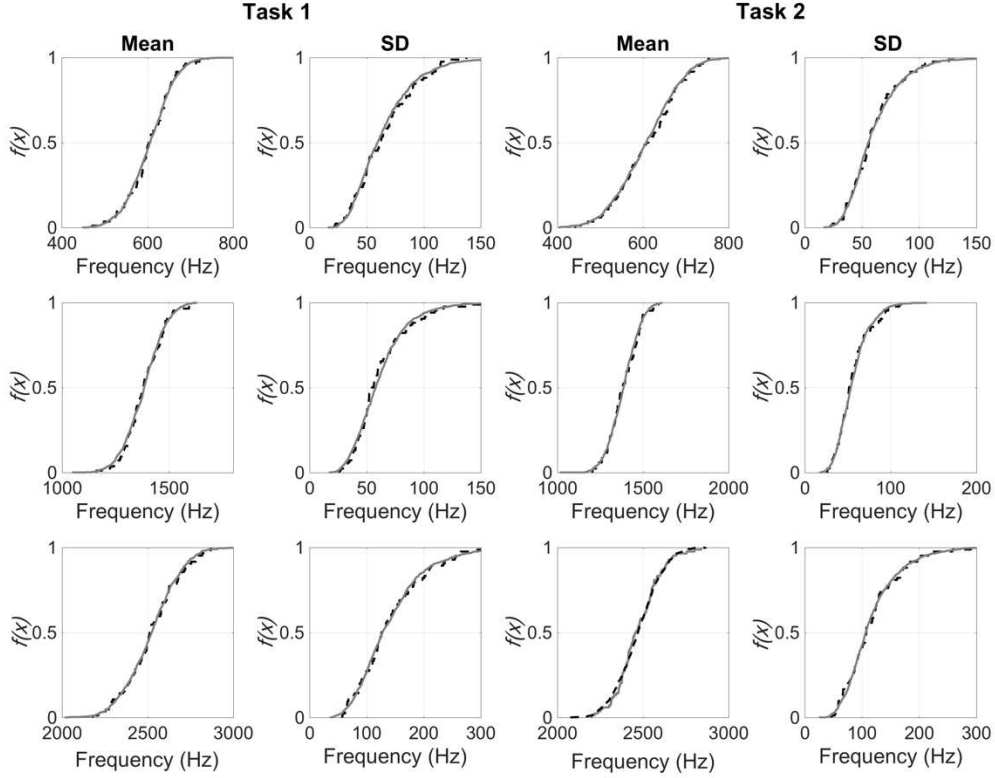 Task 1 Task 2
Mean SD Mean SD
1 1 1 1
f(x) 0.5 f(x) 0.5 f(x) 0.5 f(x) 0.5
0 0 0 0
400 600 800 0 50 100 150 400 600 800 0 50 100 150
Frequency (Hz) Frequency (Hz) Frequency (Hz) Frequency (Hz)
1 1 1 1
f(x) 0.5 f(x) 0.5 f(x) 0.5 f(x) 0.5
0 0 0 0
1000 1500 0 50 100 150 1000 1500 2000 0 100 200
Frequency (Hz) Frequency (Hz) Frequency (Hz) Frequency (Hz)
1 1 1 1
f(x) 0.5 f(x) 0.5 f(x) 0.5 f(x) 0.5
0 0 0 0
2000 2500 3000 0 100 200 300 2000 2500 3000 0 100 200 300
Frequency (Hz) Frequency (Hz) Frequency (Hz) Frequency (Hz)